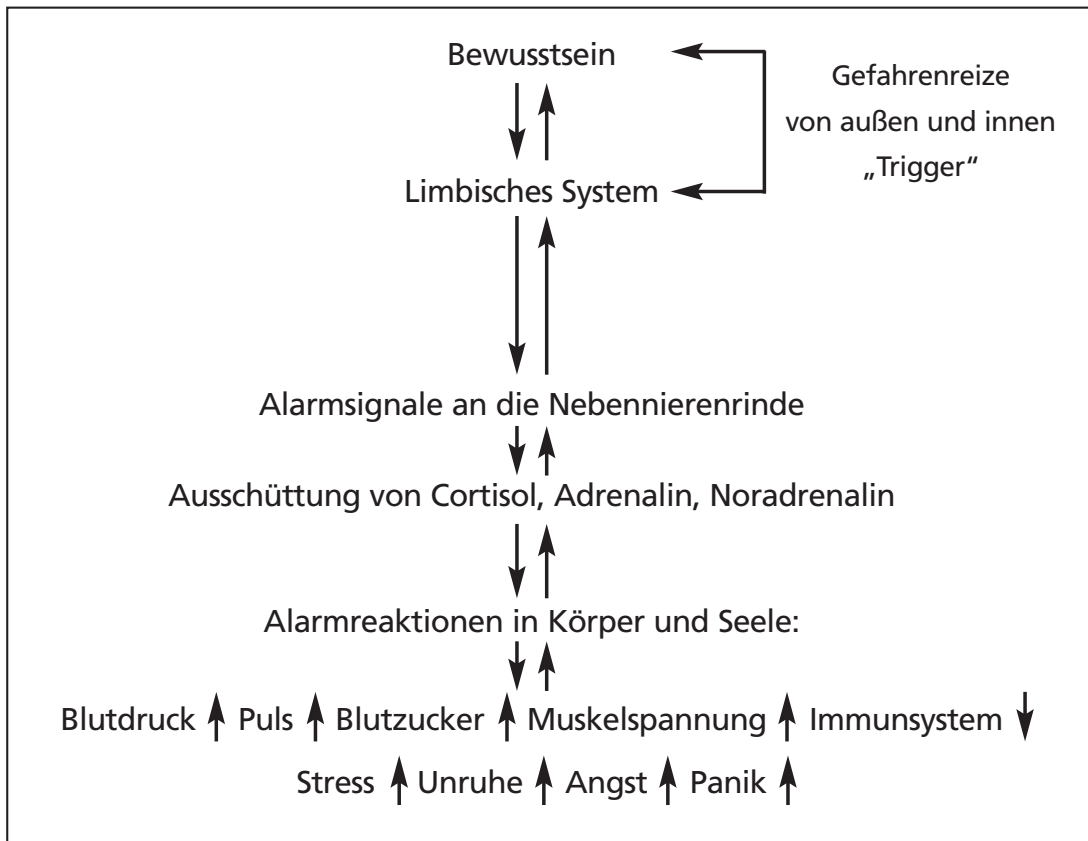 Bewusstsein
Gefahrenreize
von außen und innen
„Trigger“
Limbisches System
Alarmsignale an die Nebennierenrinde
Ausschüttung von Cortisol, Adrenalin, Noradrenalin
Alarmreaktionen in Körper und Seele:
Blutdruck ↑ Puls ↑ Blutzucker ↑ Muskelspannung ↑ Immunsystem ↓
Stress ↑ Unruhe ↑ Angst ↑ Panik ↑